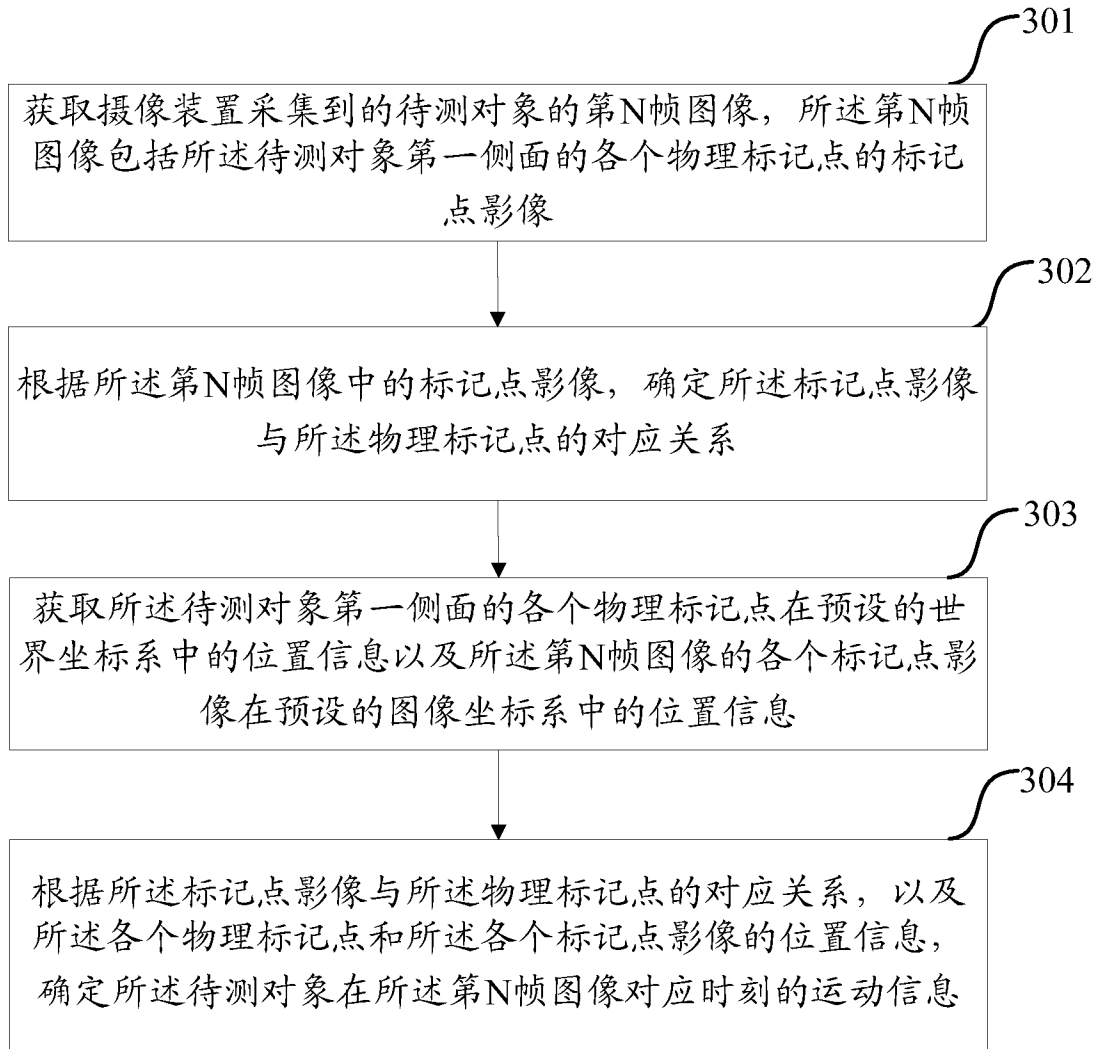 301
获取摄像装置采集到的待测对象的第N帧图像，所述第N帧
图像包括所述待测对象第一侧面的各个物理标记点的标记
点影像
302
根据所述第N帧图像中的标记点影像，确定所述标记点影像
与所述物理标记点的对应关系
303
获取所述待测对象第一侧面的各个物理标记点在预设的世
界坐标系中的位置信息以及所述第N帧图像的各个标记点影
像在预设的图像坐标系中的位置信息
304
根据所述标记点影像与所述物理标记点的对应关系，以及
所述各个物理标记点和所述各个标记点影像的位置信息，
确定所述待测对象在所述第N帧图像对应时刻的运动信息